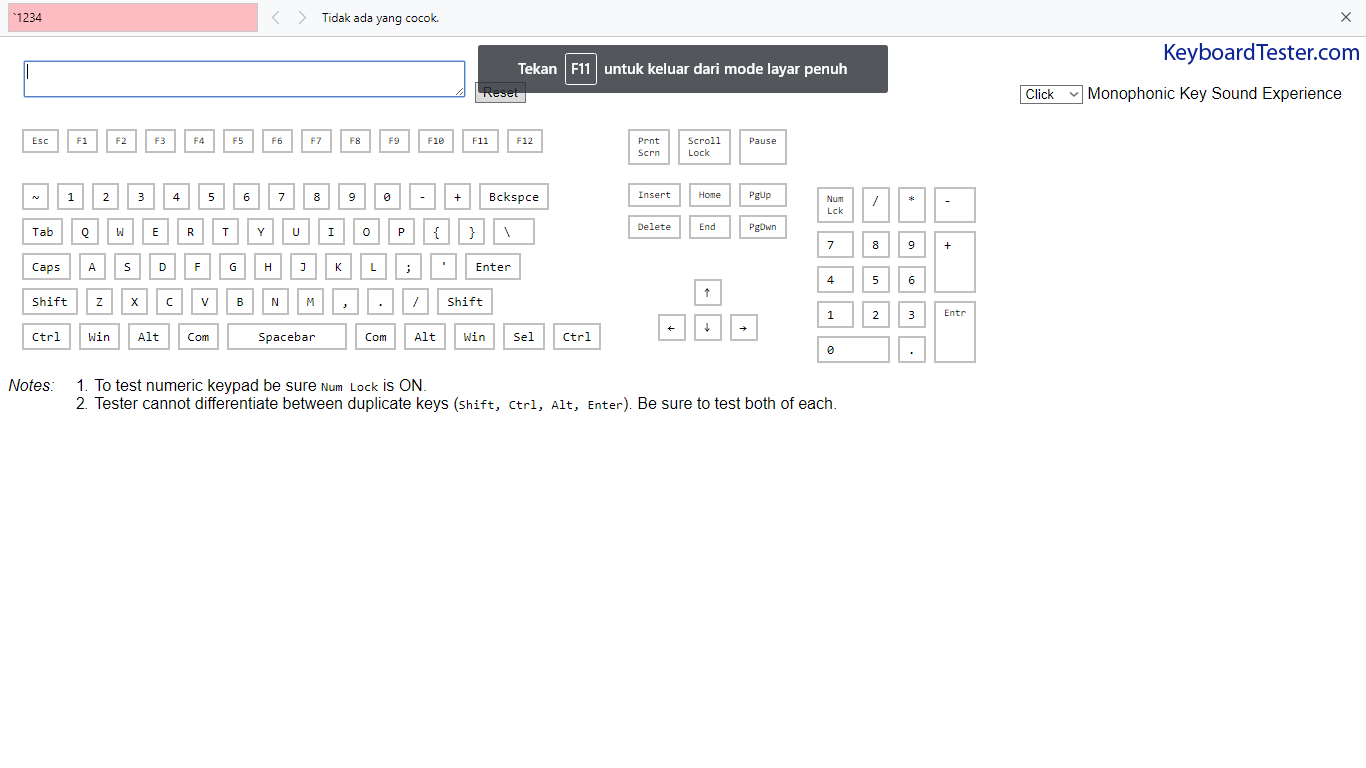 `1234
Tidak ada yang cocok.
KeyboardTester.com
Tekan F11 untuk keluar dari mode layar penuh
Reset
Click Monophonic Key Sound Experience
Esc F1 F2 F3 F4 F5 F6 F7 F8 F9 F10 F11 F12
Prnt Scrn
Scroll Lock
Pause
~ 1 2 3 4 5 6 7 8 9 0 - + Bckspce
Insert Home PgUp
Num Lck
/ * -
Tab Q W E R T Y U I O P { } \
Delete End PgDwn
7 8 9 +
Caps A S D F G H J K L ; ' Enter
4 5 6
Shift Z X C V B N M , . / Shift
↑
1 2 3 Entr
Ctrl Win Alt Com Spacebar Com Alt Win Sel Ctrl
← ↓ →
0 .
Notes: 1. To test numeric keypad be sure Num Lock is ON.
2. Tester cannot differentiate between duplicate keys (Shift, Ctrl, Alt, Enter). Be sure to test both of each.